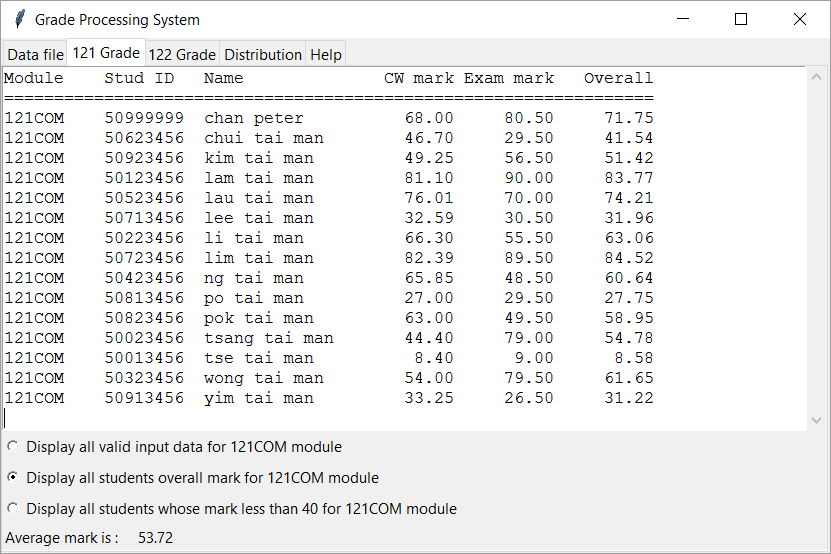 Grade Processing System
Data file 121 Grade 122 Grade Distribution Help
Module    Stud ID   Name              CW mark Exam mark   Overall
=================================================================
121COM    50999999  chan peter          68.00     80.50     71.75
121COM    50623456  chui tai man        46.70     29.50     41.54
121COM    50923456  kim tai man         49.25     56.50     51.42
121COM    50123456  lam tai man         81.10     90.00     83.77
121COM    50523456  lau tai man         76.01     70.00     74.21
121COM    50713456  lee tai man         32.59     30.50     31.96
121COM    50223456  li tai man          66.30     55.50     63.06
121COM    50723456  lim tai man         82.39     89.50     84.52
121COM    50423456  ng tai man          65.85     48.50     60.64
121COM    50813456  po tai man          27.00     29.50     27.75
121COM    50823456  pok tai man         63.00     49.50     58.95
121COM    50023456  tsang tai man       44.40     79.00     54.78
121COM    50013456  tse tai man          8.40      9.00      8.58
121COM    50323456  wong tai man        54.00     79.50     61.65
121COM    50913456  yim tai man         33.25     26.50     31.22
Display all valid input data for 121COM module
Display all students overall mark for 121COM module
Display all students whose mark less than 40 for 121COM module
Average mark is : 53.72